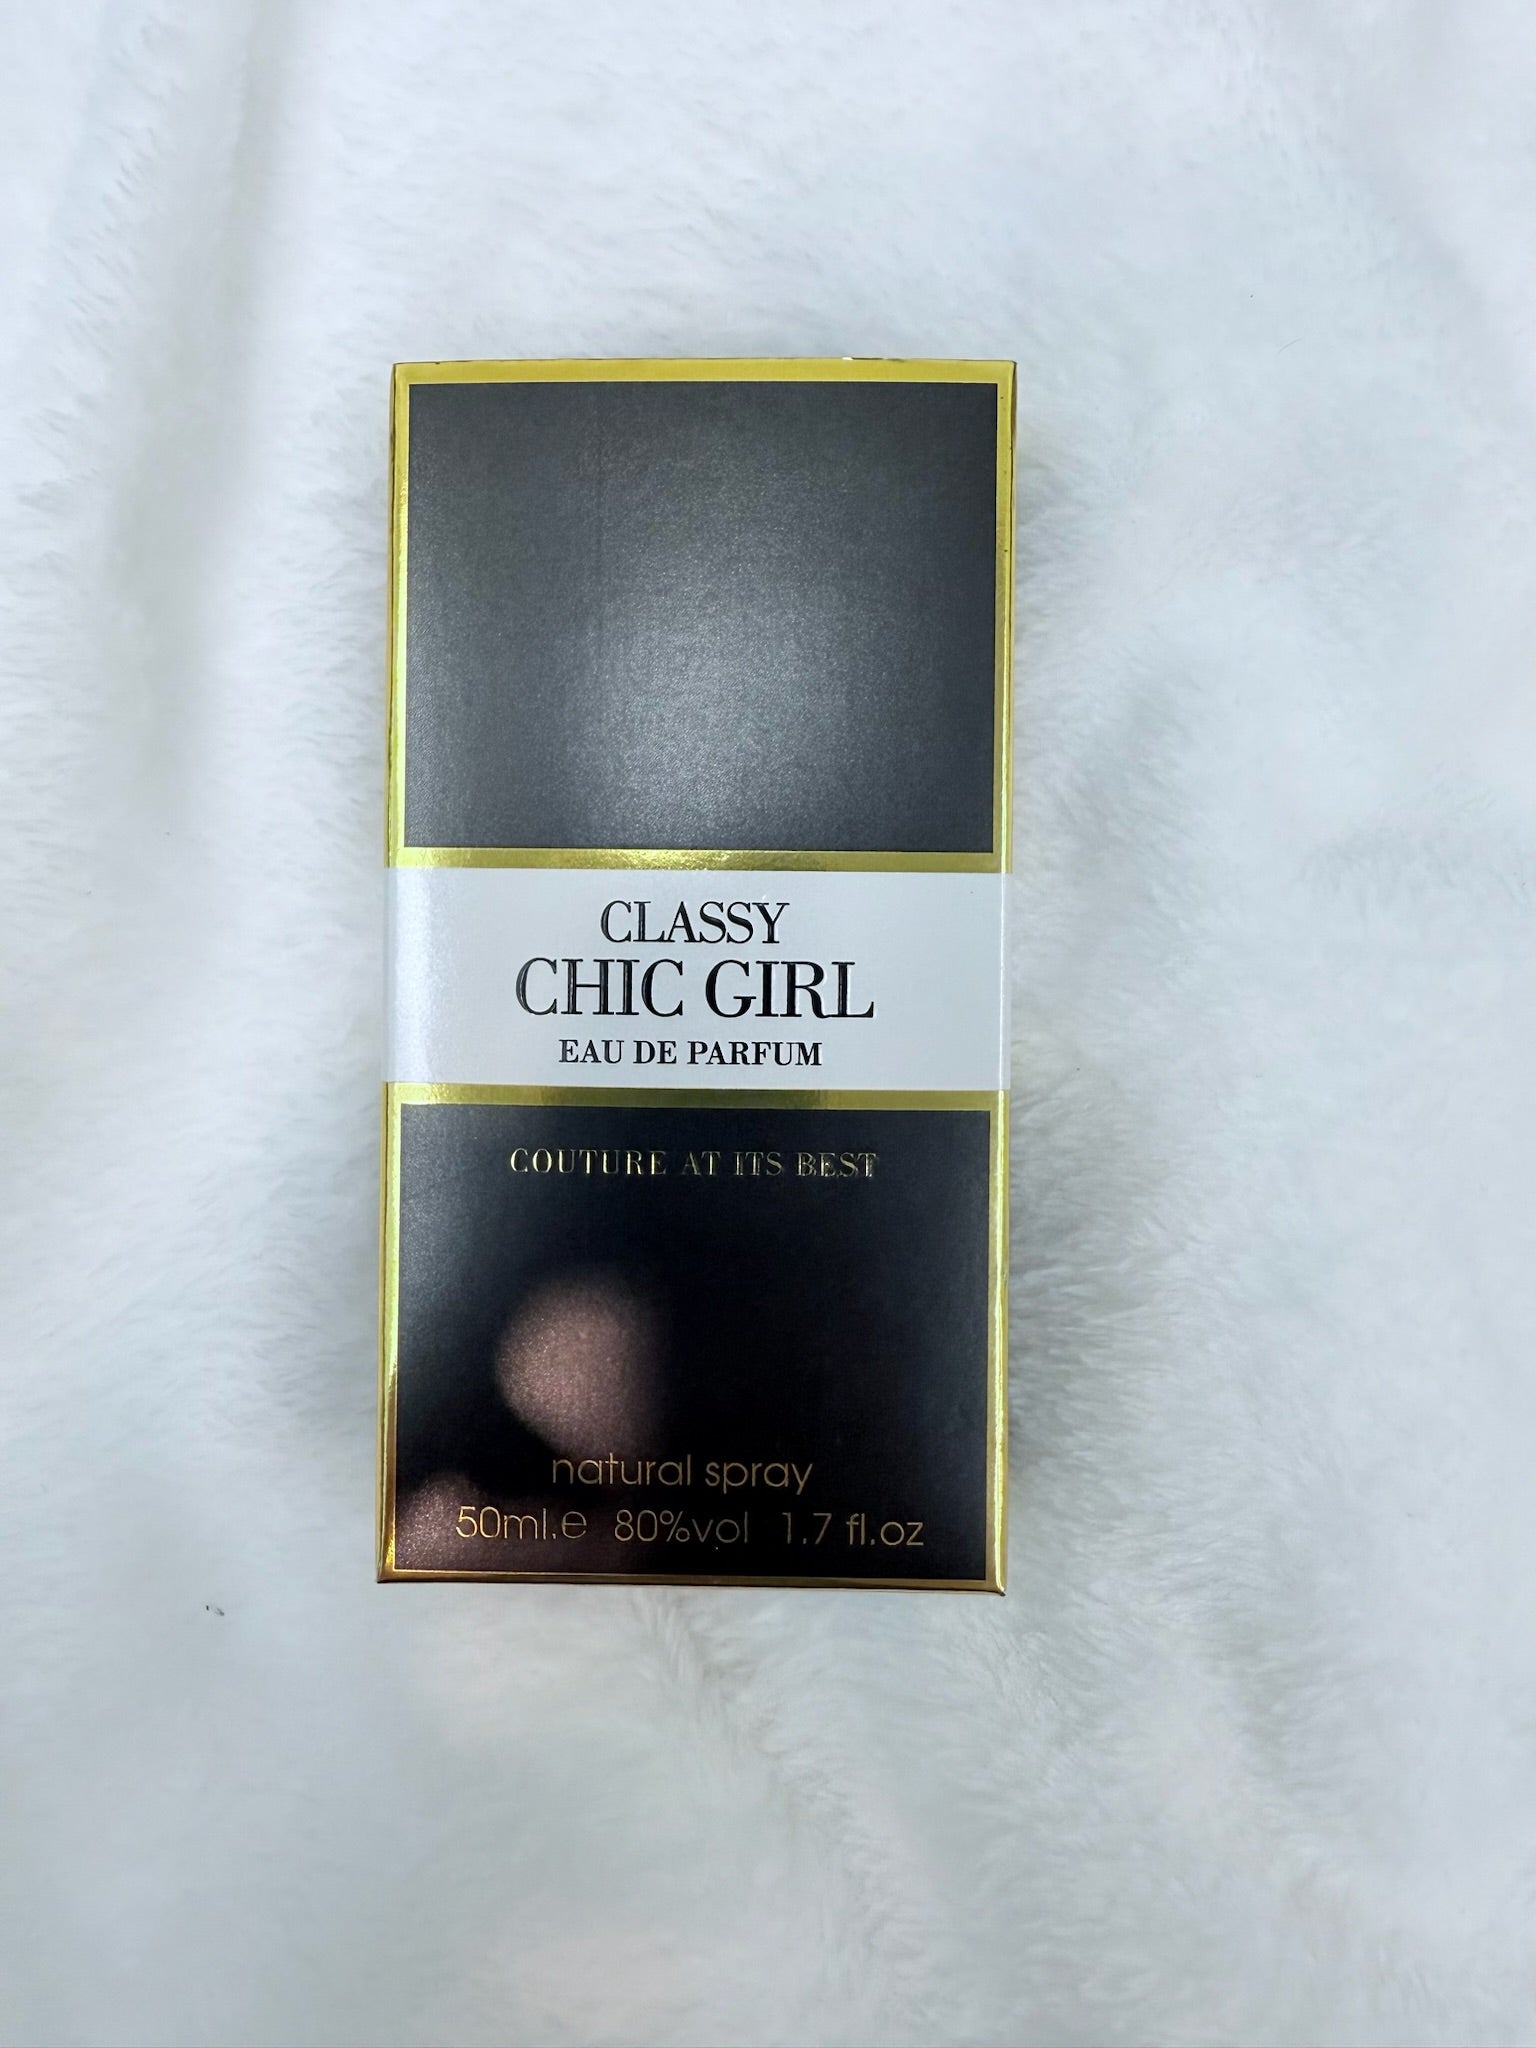 CLASSY
CHIC GIRL
EAU DE PARFUM
COUTURE AT ITS BEST
natural spray
50ml.e 80%vol 1.7 fl.oz